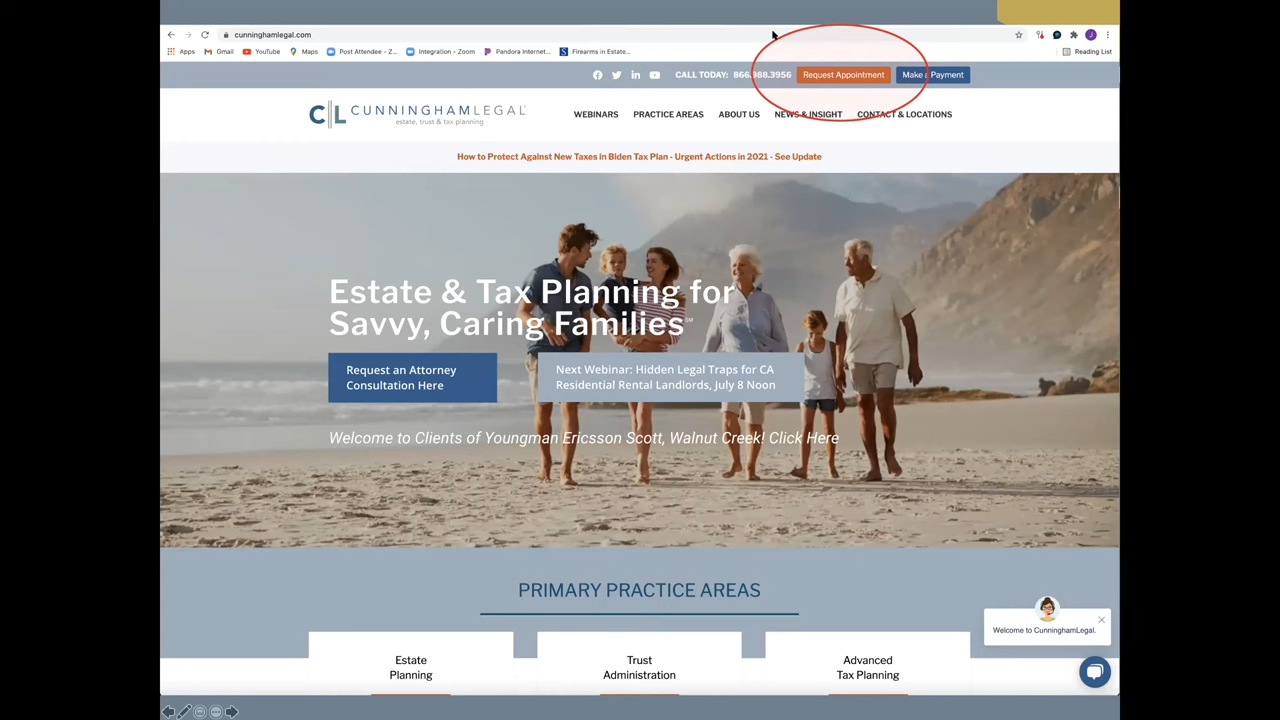 cunninghamlegal.com
Apps Gmail YouTube Maps Post Attendee - Z... Integration - Zoom Pandora Internet... Firearms in Estate... Reading List
CALL TODAY: 866.988.3956 Request Appointment Make a Payment
CL CUNNINGHAMLEGAL
estate, trust & tax planning
WEBINARS PRACTICE AREAS ABOUT US NEWS & INSIGHT CONTACT & LOCATIONS
How to Protect Against New Taxes in Biden Tax Plan - Urgent Actions in 2021 - See Update
Estate & Tax Planning for
Savvy, Caring Families℠
Request an Attorney
Consultation Here
Next Webinar: Hidden Legal Traps for CA
Residential Rental Landlords, July 8 Noon
Welcome to Clients of Youngman Ericsson Scott, Walnut Creek! Click Here
PRIMARY PRACTICE AREAS
Estate
Planning
Trust
Administration
Advanced
Tax Planning
Welcome to CunninghamLegal.